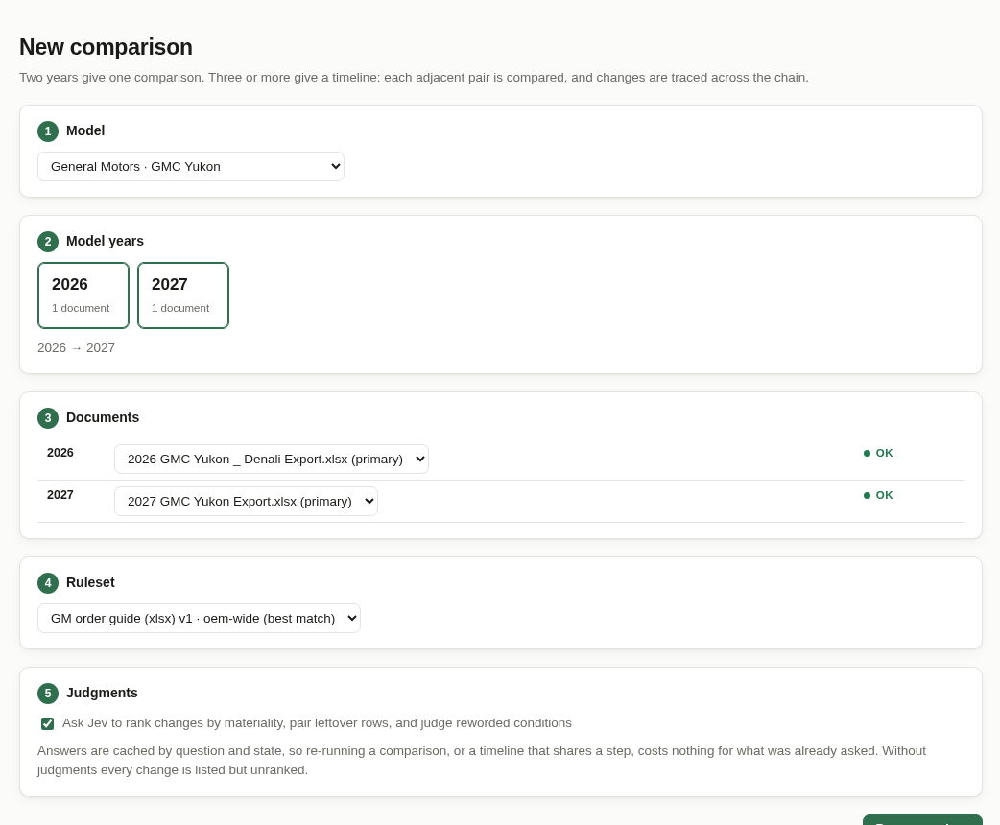 New comparison
Two years give one comparison. Three or more give a timeline: each adjacent pair is compared, and changes are traced across the chain.
1 Model
General Motors · GMC Yukon
2 Model years
2026 2027
1 document 1 document
2026 → 2027
3 Documents
2026 2026 GMC Yukon _ Denali Export.xlsx (primary) OK
2027 2027 GMC Yukon Export.xlsx (primary) OK
4 Ruleset
GM order guide (xlsx) v1 · oem-wide (best match)
5 Judgments
Ask Jev to rank changes by materiality, pair leftover rows, and judge reworded conditions
Answers are cached by question and state, so re-running a comparison, or a timeline that shares a step, costs nothing for what was already asked. Without
judgments every change is listed but unranked.